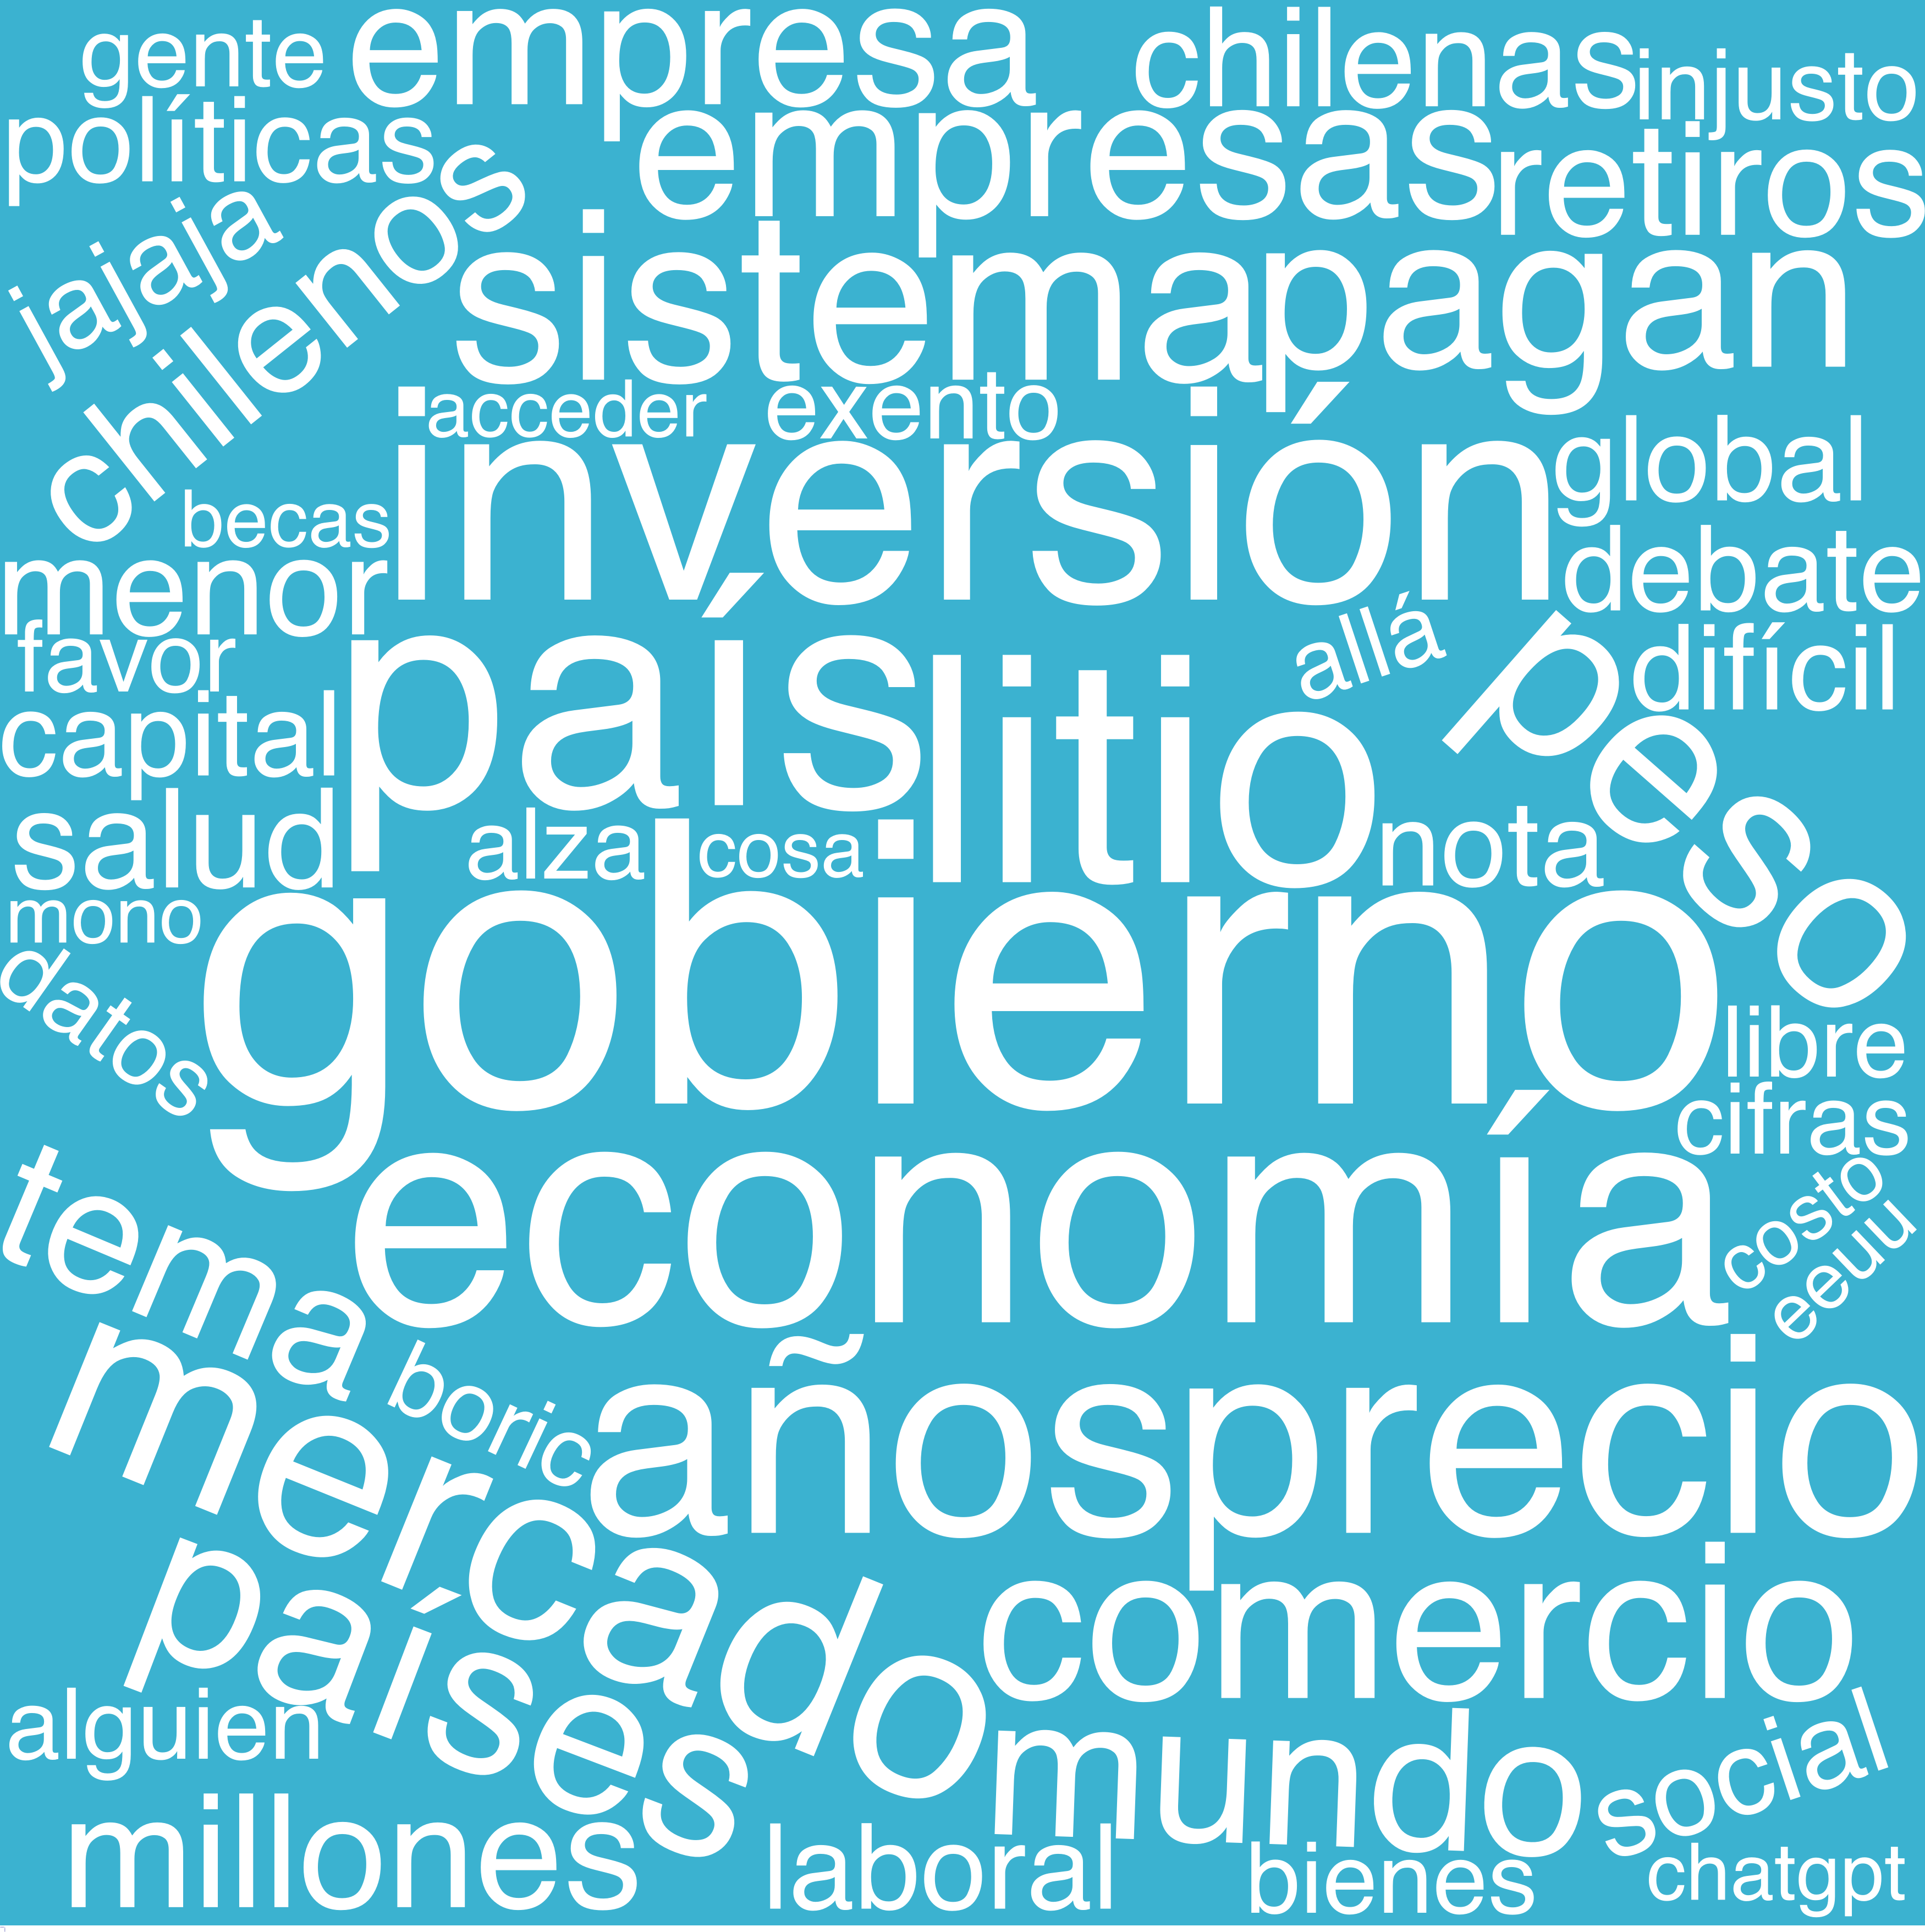 gente empresa chilenas injusto
políticas empresas retiros
jajaja chilenos sistema pagan
acceder exento
becas inversión global
menor debate
favor allá difícil
capital país litio peso
salud alza cosa nota
mono gobierno
datos libre
cifras
tema economía costo
eeuu
boric años precio
mercado
países comercio
alguien mundo social
millones laboral bienes chatgpt